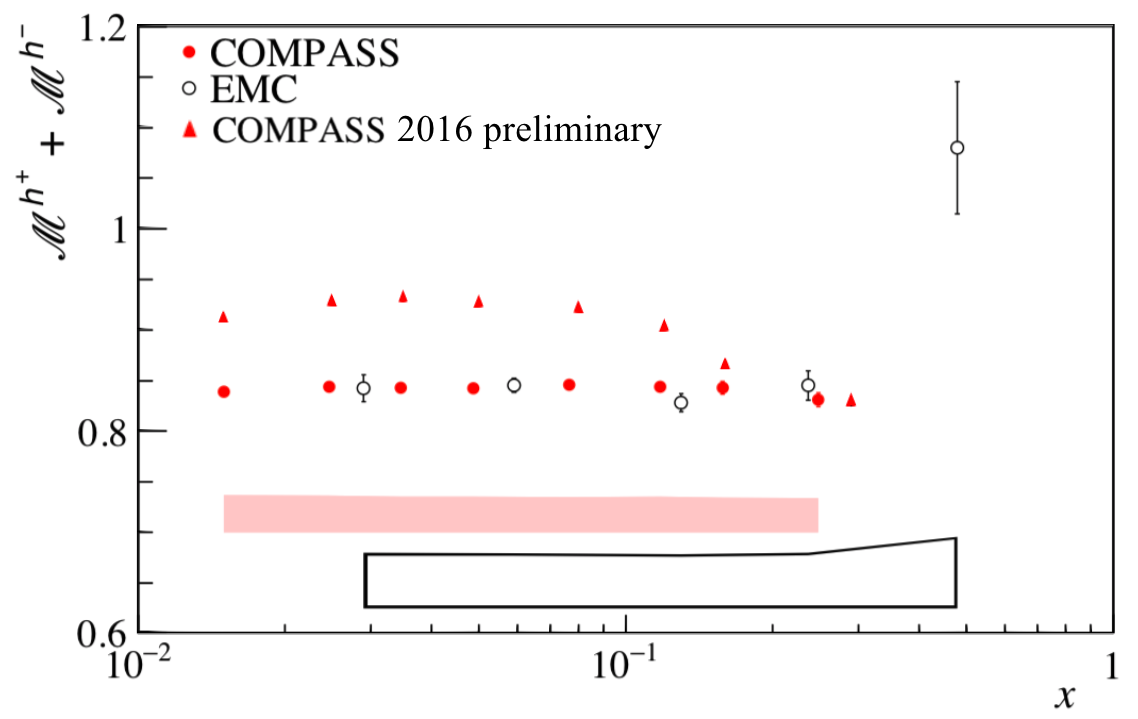 1.2
COMPASS
EMC
COMPASS 2016 preliminary
ℳ^{h⁺} + ℳ^{h⁻}
1
0.8
0.6
10⁻²
10⁻¹
1
x